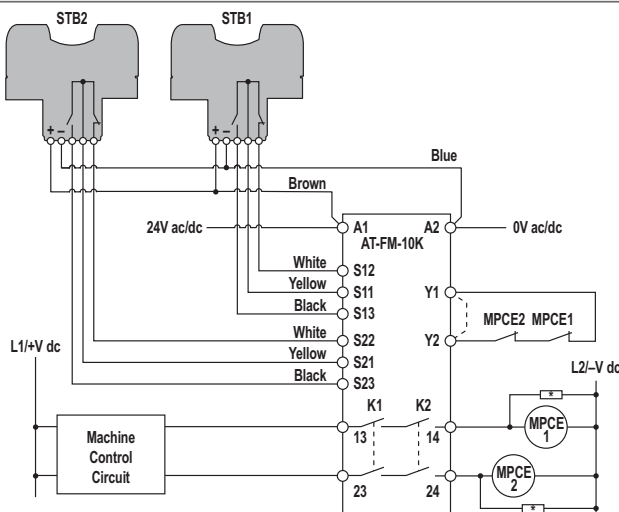 STB2 STB1
+ – + –
Blue
Brown
24V ac/dc A1 A2 0V ac/dc
AT-FM-10K
White S12
Yellow S11 Y1
Black S13
MPCE2 MPCE1
White S22 Y2
L1/+V dc
Yellow S21
L2/–V dc
Black S23
K1 K2
*
13 14
MPCE
1
Machine
Control
Circuit
MPCE
2
23 24
*